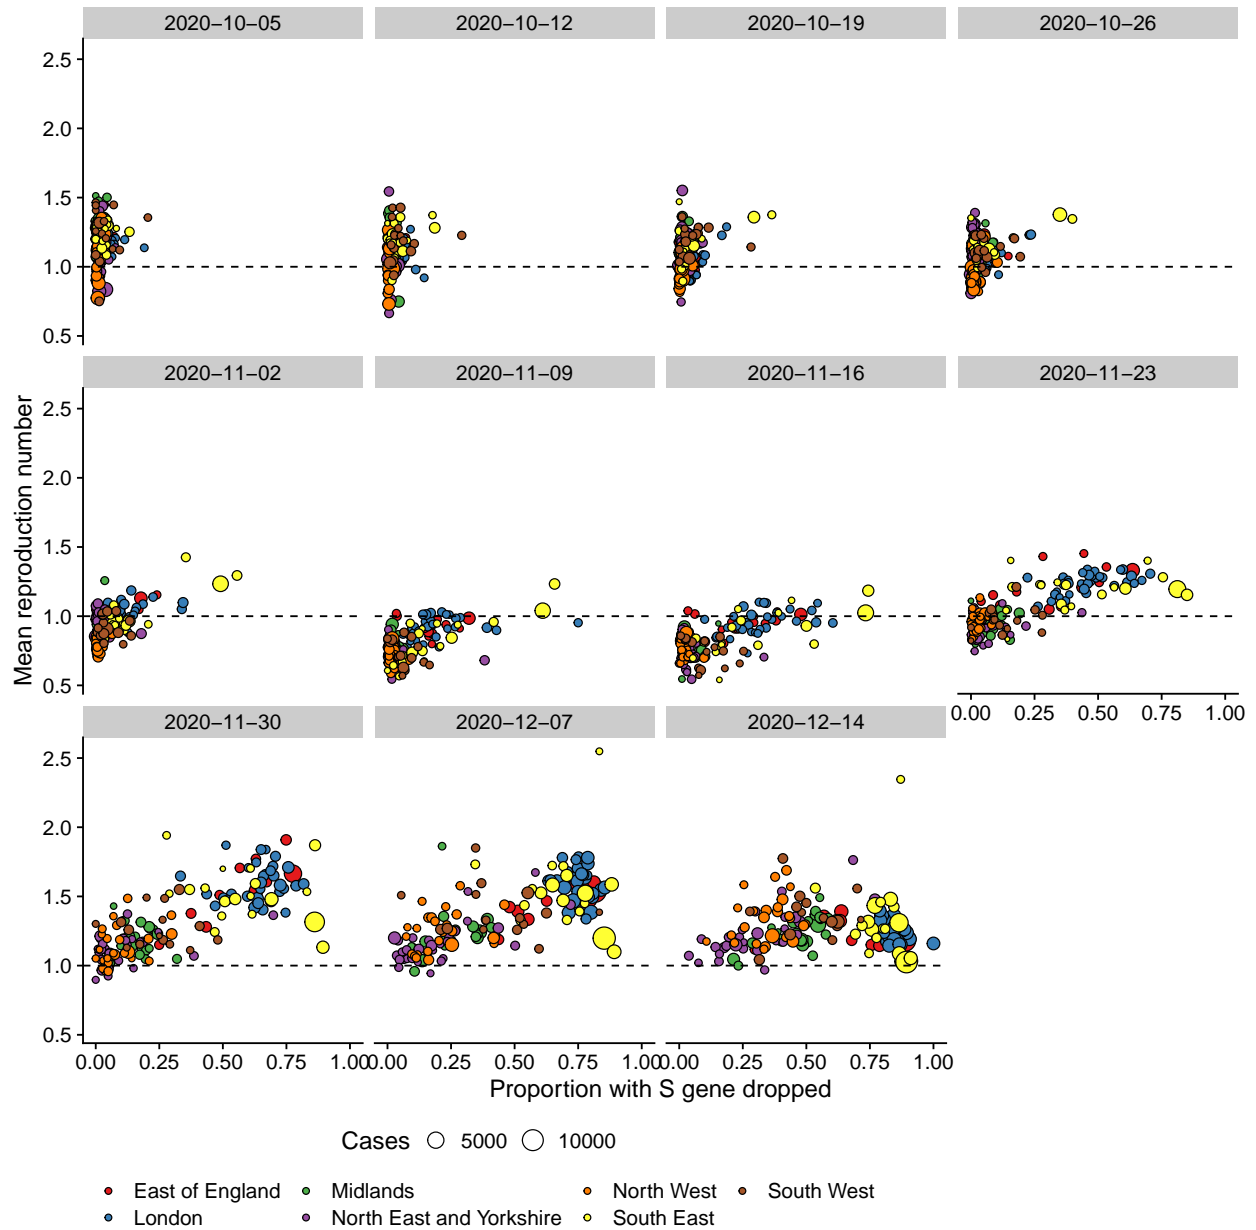 2020−10−05 2020−10−12 2020−10−19 2020−10−26
2.5
2.0
1.5
1.0
0.5
2020−11−02 2020−11−09 2020−11−16 2020−11−23
2.5
2.0
1.5
1.0
0.5
0.00 0.25 0.50 0.75 1.00
Mean reproduction number
2020−11−30 2020−12−07 2020−12−14
2.5
2.0
1.5
1.0
0.5
0.00 0.25 0.50 0.75 1.00 0.00 0.25 0.50 0.75 1.00 0.00 0.25 0.50 0.75 1.00
Proportion with S gene dropped
Cases 5000 10000
East of England Midlands North West South West
London North East and Yorkshire South East